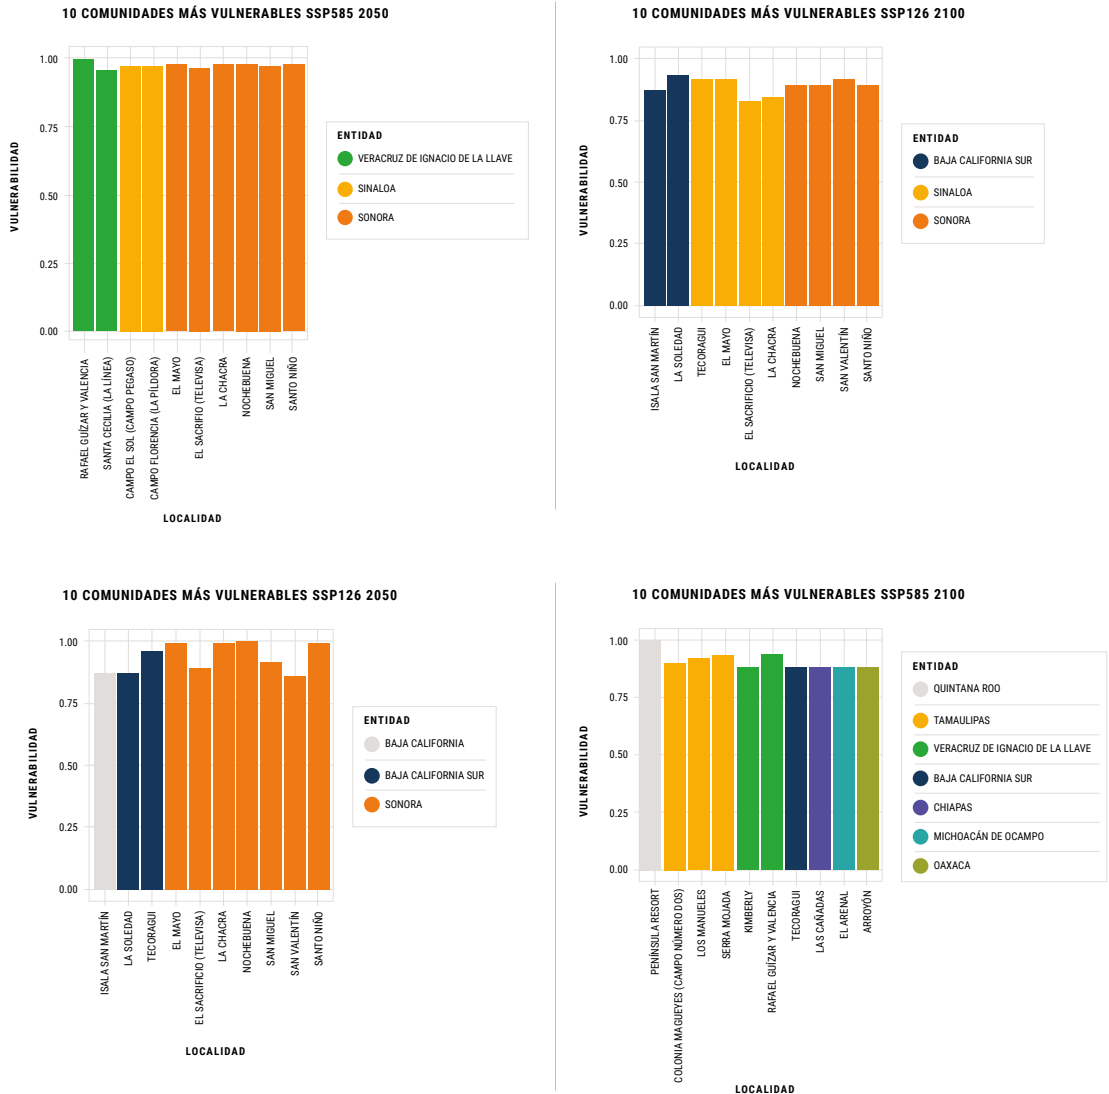 10 COMUNIDADES MÁS VULNERABLES SSP585 2050
VULNERABILIDAD
1.00
0.75
0.50
0.25
0.00
RAFAEL GUÍZAR Y VALENCIA
SANTA CECILIA (LA LÍNEA)
CAMPO EL SOL (CAMPO PEGASO)
CAMPO FLORENCIA (LA PÍLDORA)
EL MAYO
EL SACRIFIO (TELEVISA)
LA CHACRA
NOCHEBUENA
SAN MIGUEL
SANTO NIÑO
LOCALIDAD
ENTIDAD
VERACRUZ DE IGNACIO DE LA LLAVE
SINALOA
SONORA
10 COMUNIDADES MÁS VULNERABLES SSP126 2100
VULNERABILIDAD
1.00
0.75
0.50
0.25
0.00
ISALA SAN MARTÍN
LA SOLEDAD
TECORAGUI
EL MAYO
EL SACRIFICIO (TELEVISA)
LA CHACRA
NOCHEBUENA
SAN MIGUEL
SAN VALENTÍN
SANTO NIÑO
LOCALIDAD
ENTIDAD
BAJA CALIFORNIA SUR
SINALOA
SONORA
10 COMUNIDADES MÁS VULNERABLES SSP126 2050
VULNERABILIDAD
1.00
0.75
0.50
0.25
0.00
ISALA SAN MARTÍN
LA SOLEDAD
TECORAGUI
EL MAYO
EL SACRIFICIO (TELEVISA)
LA CHACRA
NOCHEBUENA
SAN MIGUEL
SAN VALENTÍN
SANTO NIÑO
LOCALIDAD
ENTIDAD
BAJA CALIFORNIA
BAJA CALIFORNIA SUR
SONORA
10 COMUNIDADES MÁS VULNERABLES SSP585 2100
VULNERABILIDAD
1.00
0.75
0.50
0.25
0.00
PENÍNSULA RESORT
COLONIA MAGUEYES (CAMPO NÚMERO DOS)
LOS MANUELES
SERRA MOJADA
KIMBERLY
RAFAEL GUÍZAR Y VALENCIA
TECORAGUI
LAS CAÑADAS
EL ARENAL
ARROYÓN
LOCALIDAD
ENTIDAD
QUINTANA ROO
TAMAULIPAS
VERACRUZ DE IGNACIO DE LA LLAVE
BAJA CALIFORNIA SUR
CHIAPAS
MICHOACÁN DE OCAMPO
OAXACA